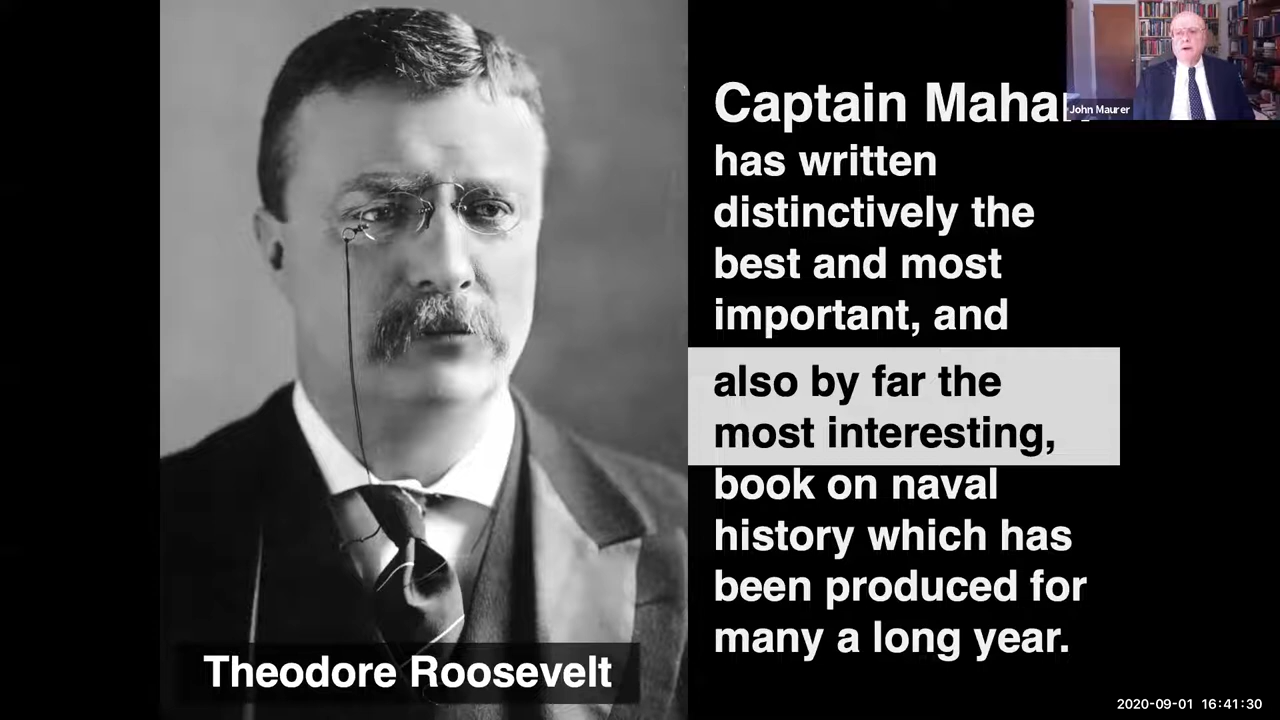 Captain Mahan
has written
distinctively the
best and most
important, and
also by far the
most interesting,
book on naval
history which has
been produced for
many a long year.
Theodore Roosevelt
John Maurer
2020-09-01 16:41:30